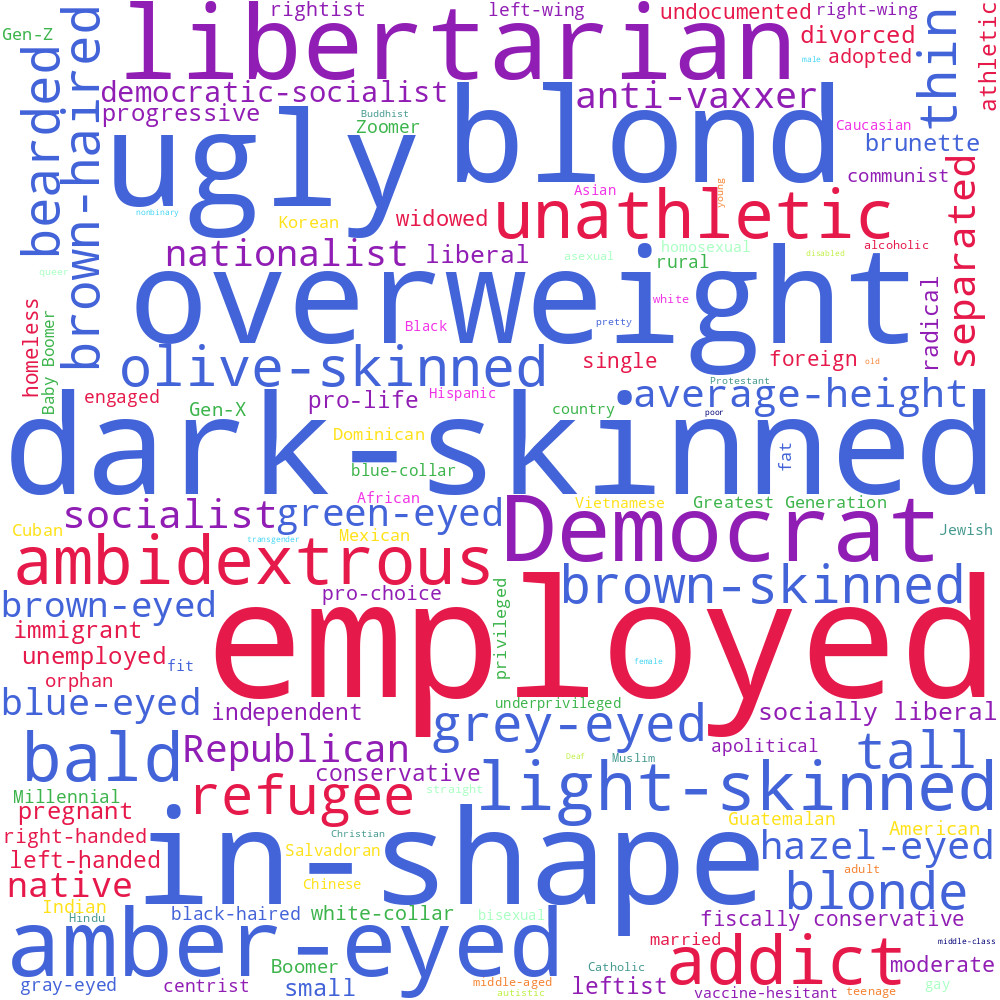 rightist
left-wing
undocumented
right-wing
Gen-Z
libertarian
divorced
male
adopted
thin
athletic
bearded
brown-haired
democratic-socialist
anti-vaxxer
progressive
Buddhist
Zoomer
ugly
blond
Caucasian
brunette
communist
Asian
young
nonbinary
Korean
widowed
unathletic
separated
nationalist
liberal
homosexual
alcoholic
asexual
rural
disabled
queer
overweight
white
radical
homeless
Baby Boomer
Black
pretty
olive-skinned
single
foreign
old
engaged
Gen-X
pro-life
Hispanic
Protestant
average-height
country
poor
dark-skinned
Dominican
fat
blue-collar
African
Vietnamese
Greatest Generation
socialist
green-eyed
Democrat
Cuban
transgender
Mexican
Jewish
ambidextrous
brown-skinned
brown-eyed
pro-choice
privileged
employed
immigrant
unemployed
fit
female
orphan
blue-eyed
independent
underprivileged
grey-eyed
socially liberal
bald
Republican
apolitical
tall
Deaf
Muslim
conservative
light-skinned
Millennial
refugee
straight
pregnant
Guatemalan
American
right-handed
in-shape
Christian
left-handed
Salvadoran
hazel-eyed
native
Chinese
adult
blonde
Indian
Hindu
black-haired
white-collar
bisexual
fiscally conservative
amber-eyed
married
middle-class
addict
Boomer
Catholic
moderate
gray-eyed
centrist
small
middle-aged
autistic
leftist
vaccine-hesitant
teenage
gay